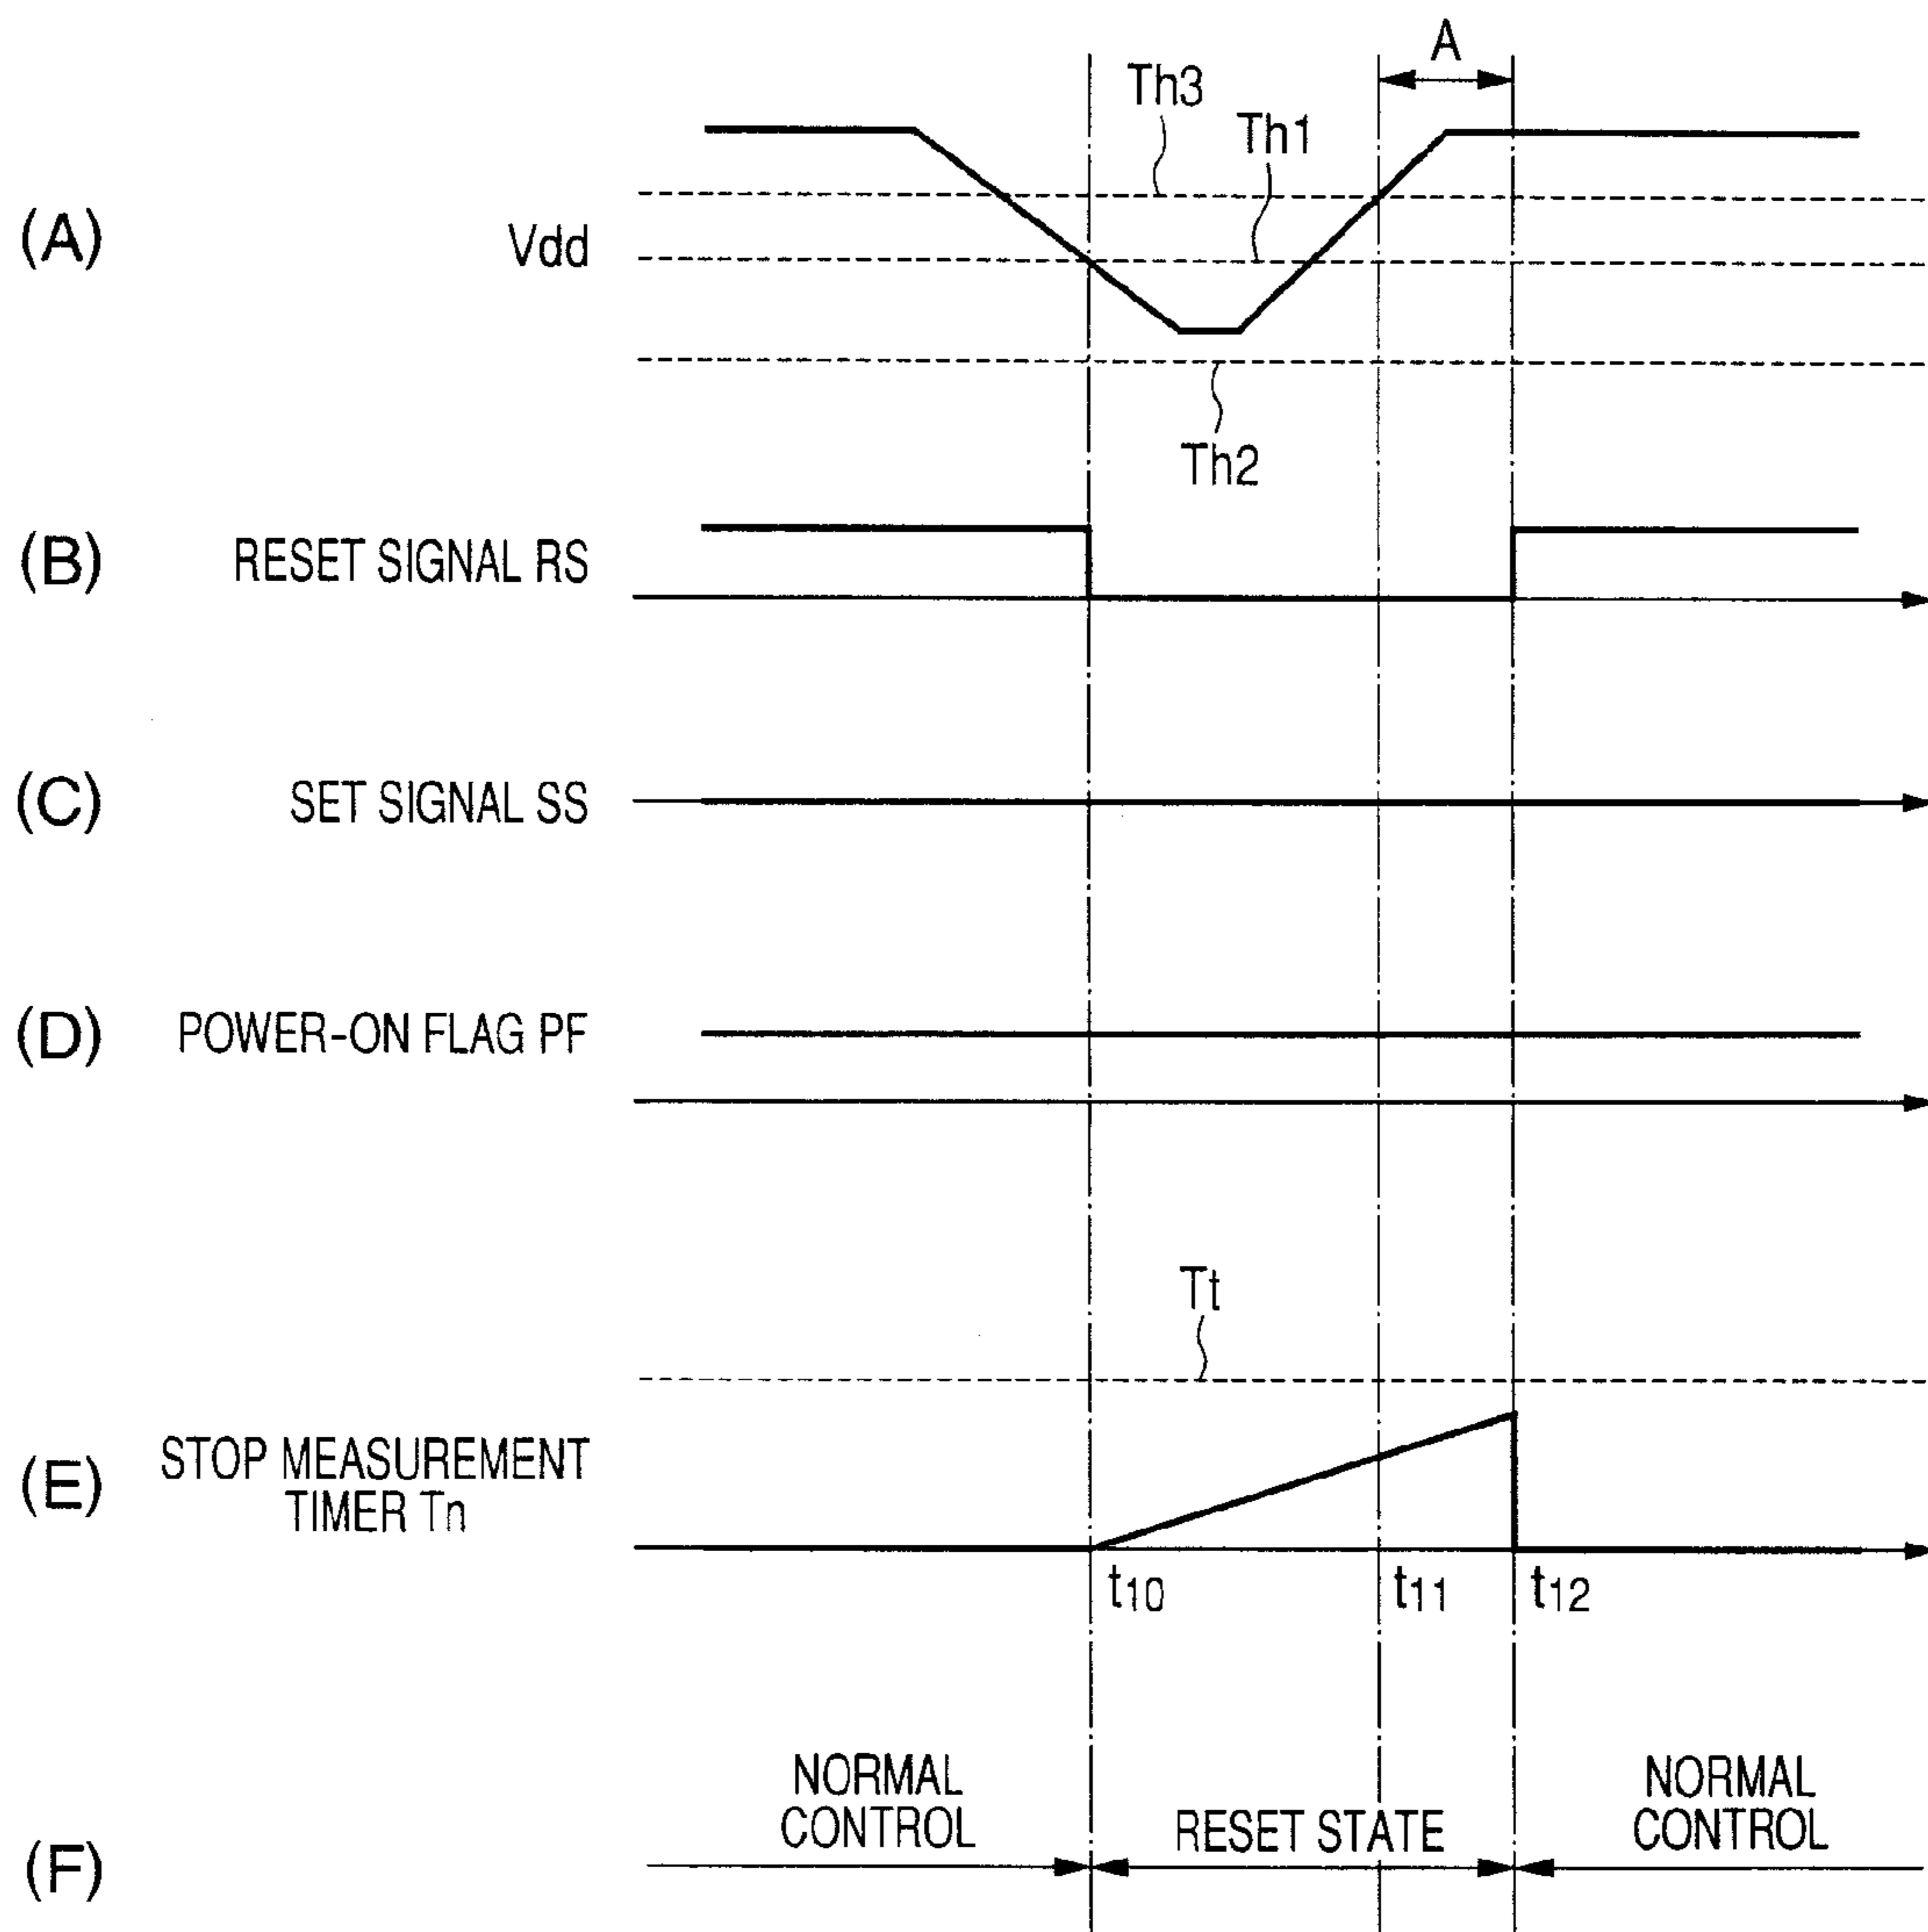 A
Th3
Th1
(A)
Vdd
Th2
(B)
RESET SIGNAL RS
(C)
SET SIGNAL SS
(D)
POWER-ON FLAG PF
Tt
(E)
STOP MEASUREMENT
TIMER Tn
t10
t11
t12
(F)
NORMAL
CONTROL
RESET STATE
NORMAL
CONTROL